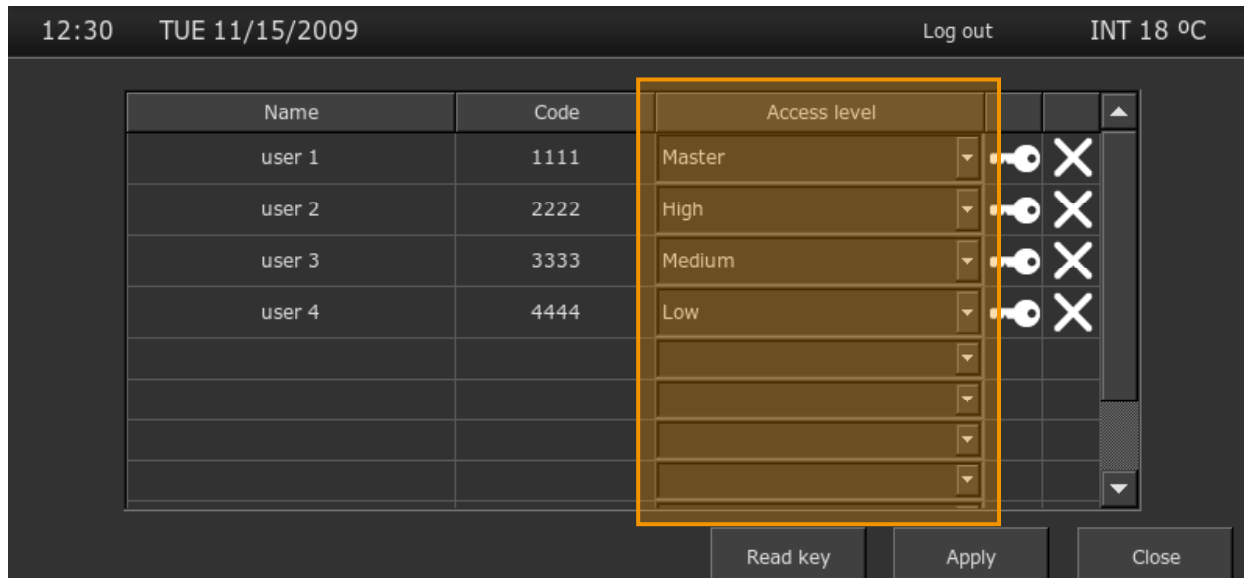 12:30 TUE 11/15/2009 Log out INT 18 ºC
Name Code Access level
user 1 1111 Master
user 2 2222 High
user 3 3333 Medium
user 4 4444 Low
Read key Apply Close